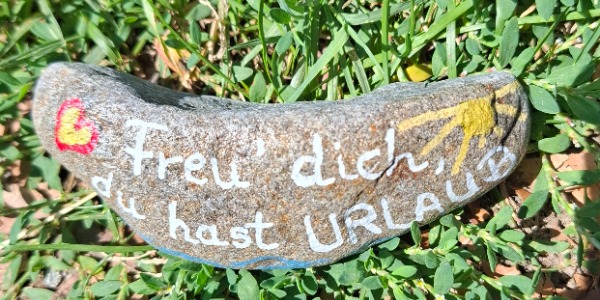 Freu' dich,
du hast URLAUB